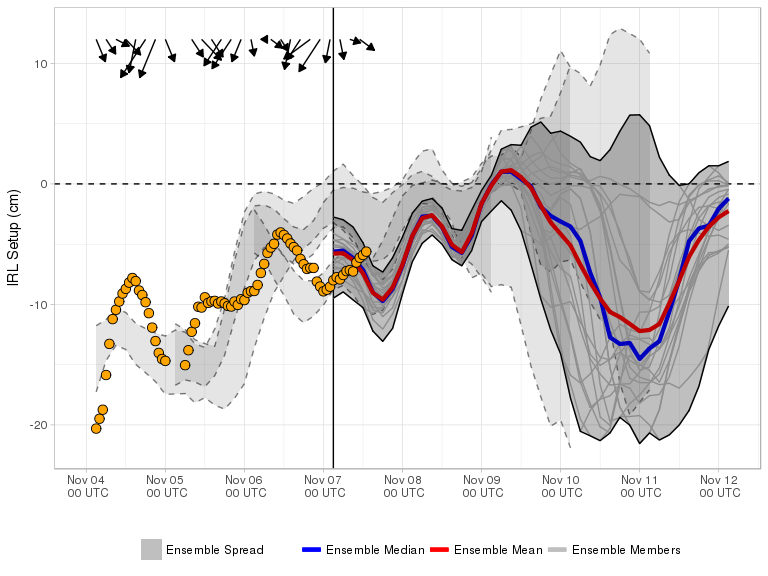 IRL Setup (cm)
10
0
-10
-20
Nov 04 Nov 05 Nov 06 Nov 07 Nov 08 Nov 09 Nov 10 Nov 11 Nov 12
00 UTC 00 UTC 00 UTC 00 UTC 00 UTC 00 UTC 00 UTC 00 UTC 00 UTC
Ensemble Spread Ensemble Median Ensemble Mean Ensemble Members